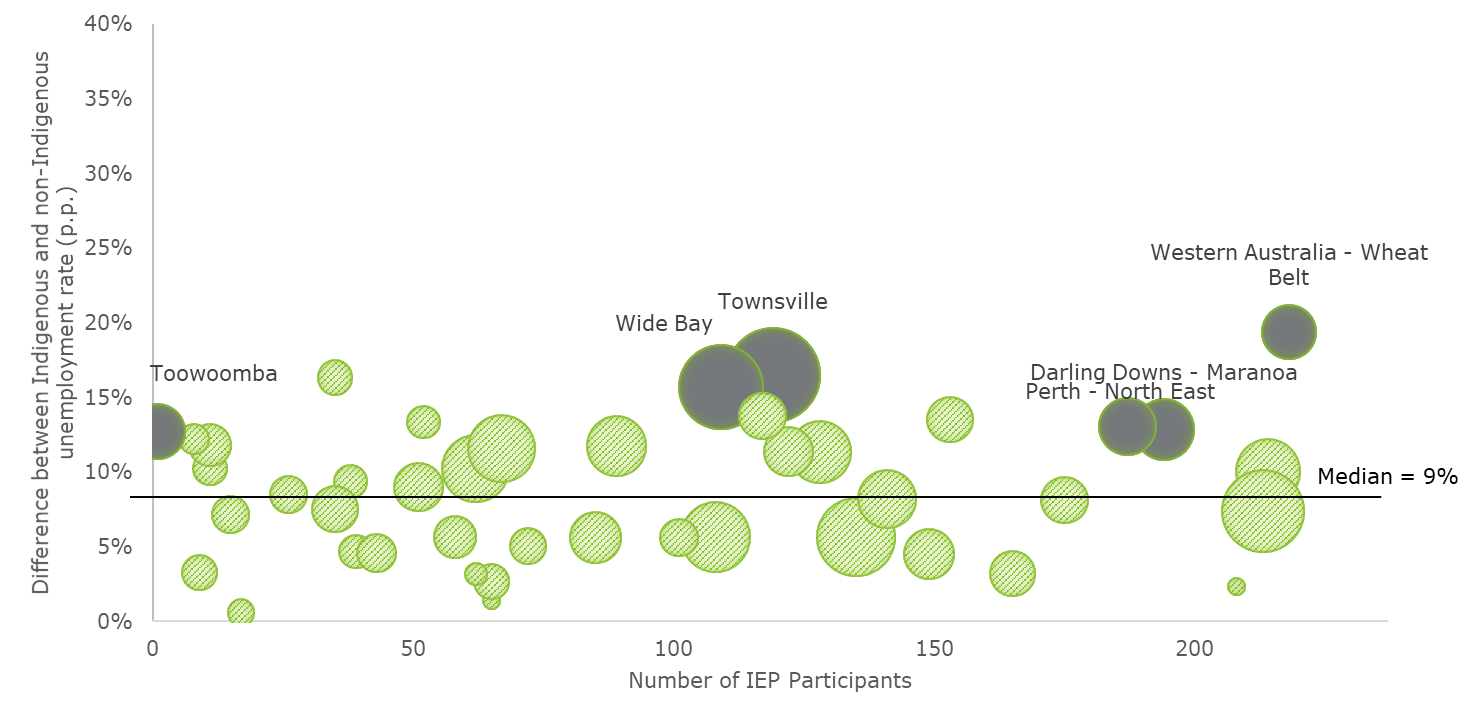 40%
35%
30%
25%
20%
15%
10%
5%
0%
Difference between Indigenous and non-Indigenous
unemployment rate (p.p.)
Western Australia - Wheat
Belt
Townsville
Wide Bay
Toowoomba
Darling Downs - Maranoa
Perth - North East
Median = 9%
0
50
100
150
200
Number of IEP Participants